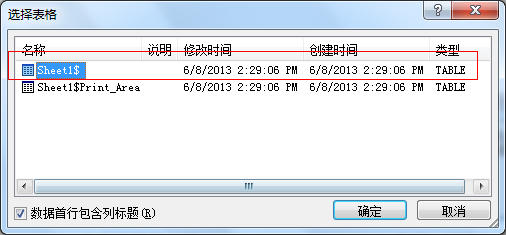 选择表格
名称 说明 修改时间 创建时间 类型
Sheet1$ 6/8/2013 2:29:06 PM 6/8/2013 2:29:06 PM TABLE
Sheet1$Print_Area 6/8/2013 2:29:06 PM 6/8/2013 2:29:06 PM TABLE
数据首行包含列标题(R) 确定 取消